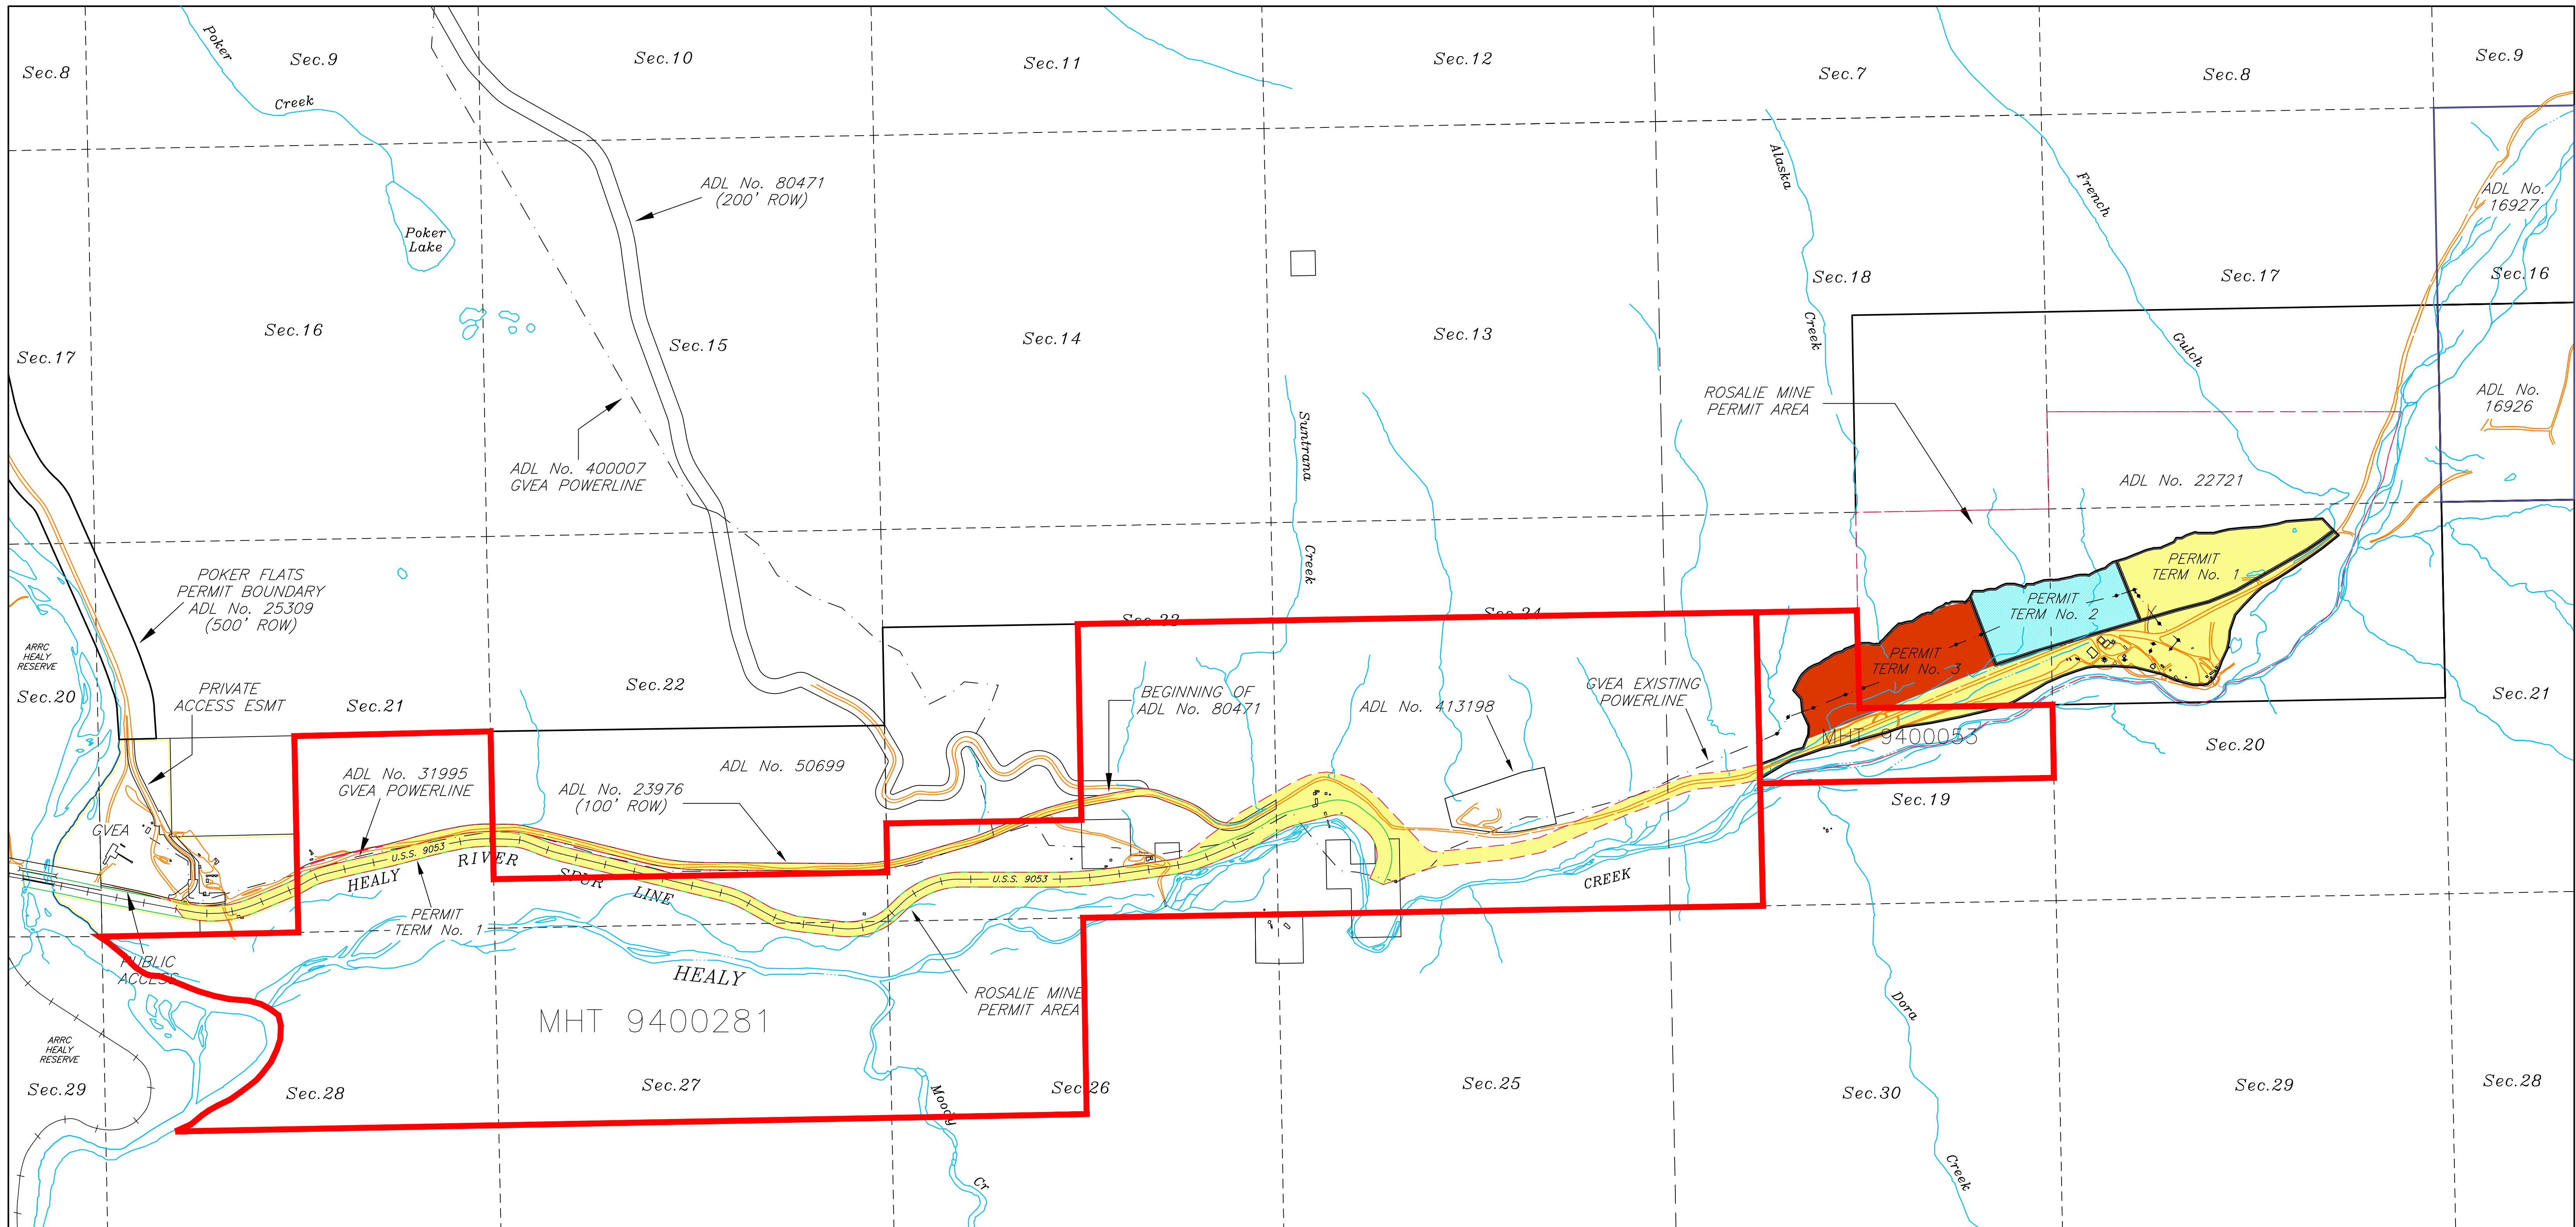 Sec.8
Sec.9
Sec.10
Sec.11
Sec.12
Sec.7
Sec.8
Sec.9
Poker
Creek
Poker
Lake
ADL No. 80471
(200' ROW)
Alaska
Creek
French
Gulch
ADL No.
16927
Sec.17
Sec.16
Sec.15
Sec.14
Sec.13
Sec.18
Sec.17
Sec.16
ADL No. 400007
GVEA POWERLINE
Suntrana
Creek
ROSALIE MINE
PERMIT AREA
ADL No.
16926
ADL No. 22721
POKER FLATS
PERMIT BOUNDARY
ADL No. 25309
(500' ROW)
PERMIT
TERM No. 1
PERMIT
TERM No. 2
PERMIT
TERM No. 3
ARRC
HEALY
RESERVE
Sec.20
PRIVATE
ACCESS ESMT
Sec.21
Sec.22
Sec.23
Sec.24
BEGINNING OF
ADL No. 80471
ADL No. 413198
GVEA EXISTING
POWERLINE
MHT 9400053
Sec.19
Sec.20
Sec.21
GVEA
ADL No. 31995
GVEA POWERLINE
ADL No. 23976
(100' ROW)
ADL No. 50699
U.S.S. 9053
HEALY RIVER SPUR LINE
U.S.S. 9053
CREEK
PERMIT
TERM No. 1
PUBLIC
ACCESS
HEALY
ROSALIE MINE
PERMIT AREA
MHT 9400281
ARRC
HEALY
RESERVE
Sec.29
Sec.28
Sec.27
Sec.26
Sec.25
Sec.30
Sec.29
Sec.28
Moody
Cr
Dora
Creek